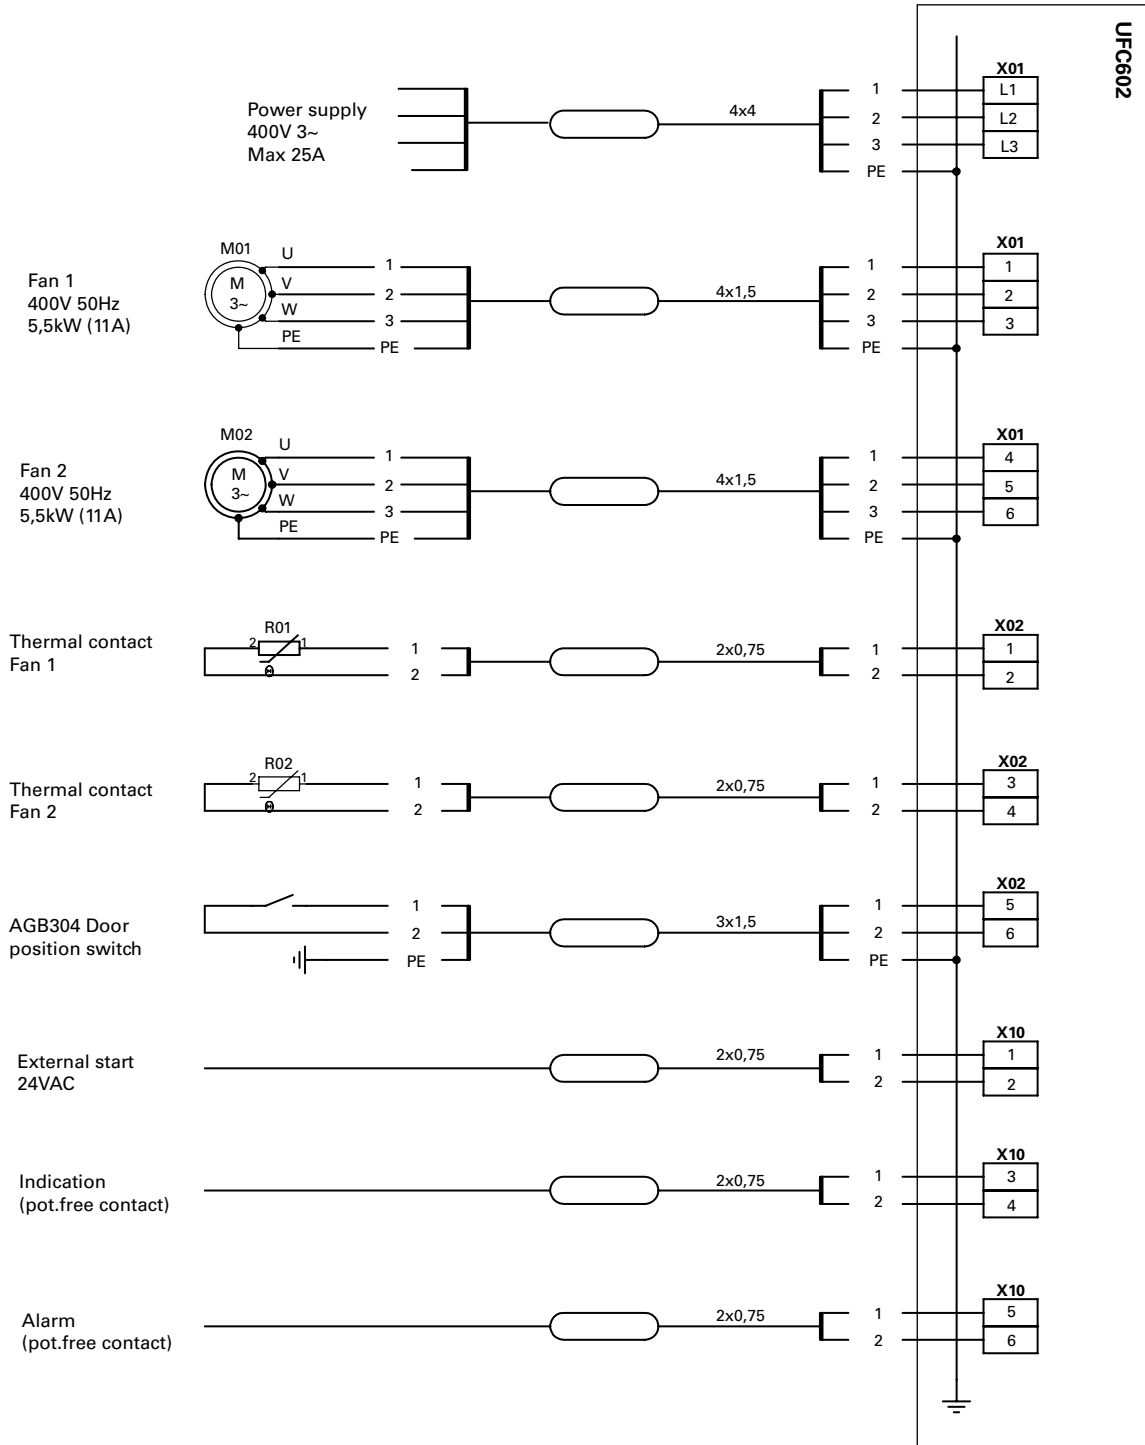 UFC602
Power supply
400V 3~
Max 25A
4x4
1
2
3
PE
X01
L1
L2
L3
Fan 1
400V 50Hz
5,5kW (11A)
M01
M
3~
U
V
W
PE
1
2
3
PE
4x1,5
1
2
3
PE
X01
1
2
3
Fan 2
400V 50Hz
5,5kW (11A)
M02
M
3~
U
V
W
PE
1
2
3
PE
4x1,5
1
2
3
PE
X01
4
5
6
Thermal contact
Fan 1
R01
2 1
θ
1
2
2x0,75
1
2
X02
1
2
Thermal contact
Fan 2
R02
2 1
θ
1
2
2x0,75
1
2
X02
3
4
AGB304 Door
position switch
1
2
PE
3x1,5
1
2
PE
X02
5
6
External start
24VAC
2x0,75
1
2
X10
1
2
Indication
(pot.free contact)
2x0,75
1
2
X10
3
4
Alarm
(pot.free contact)
2x0,75
1
2
X10
5
6